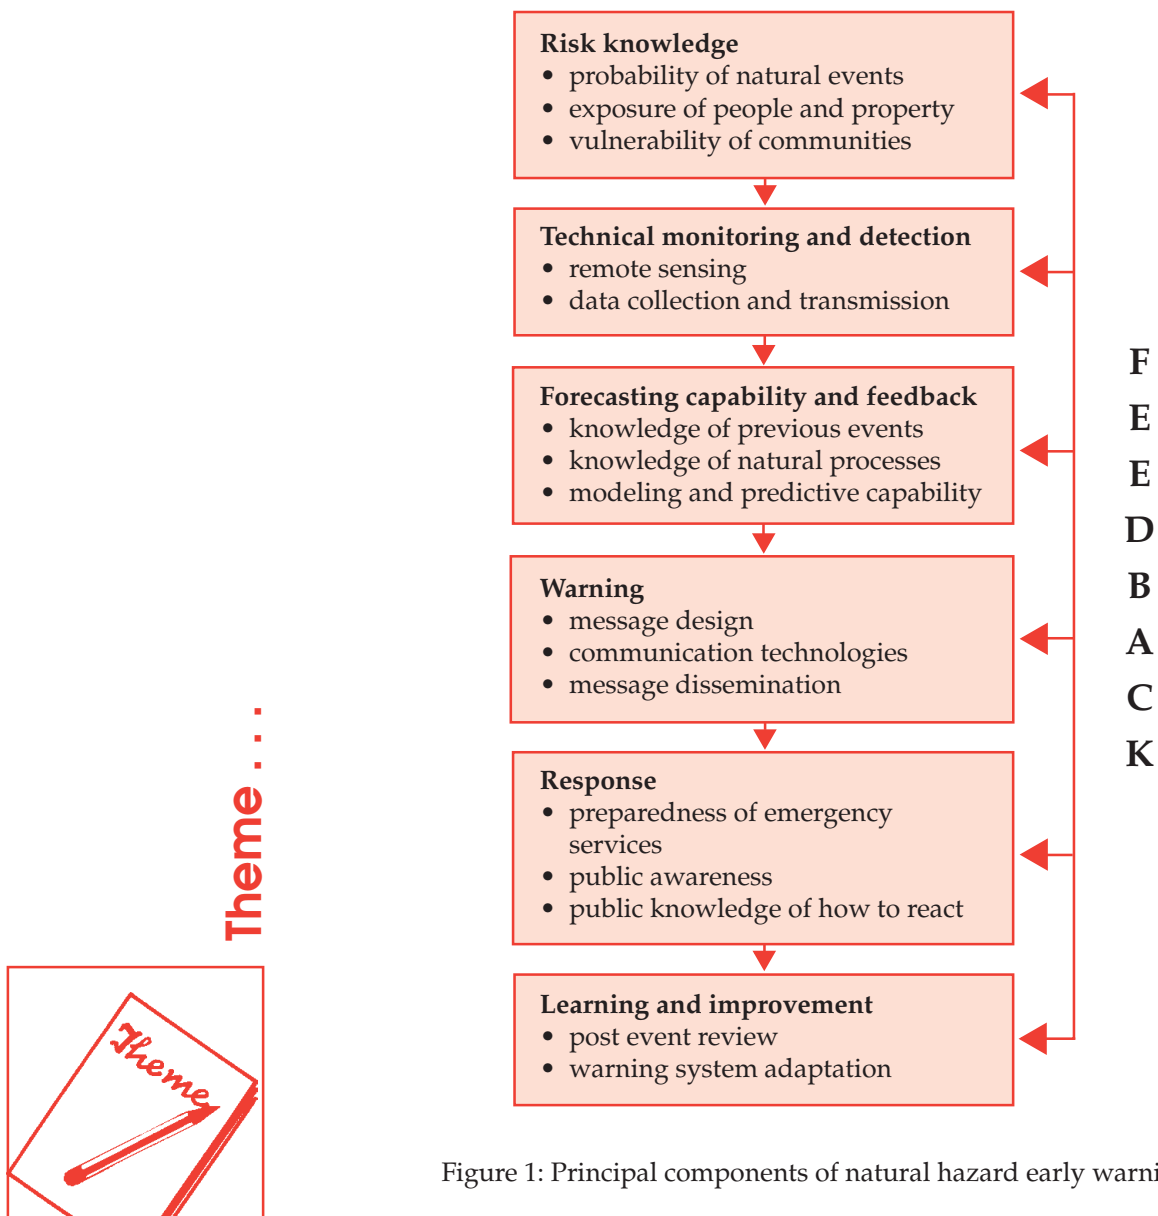 Risk knowledge
• probability of natural events
• exposure of people and property
• vulnerability of communities
Technical monitoring and detection
• remote sensing
• data collection and transmission
Forecasting capability and feedback
• knowledge of previous events
• knowledge of natural processes
• modeling and predictive capability
Warning
• message design
• communication technologies
• message dissemination
Response
• preparedness of emergency
services
• public awareness
• public knowledge of how to react
Learning and improvement
• post event review
• warning system adaptation
F
E
E
D
B
A
C
K
Theme . . .
Theme
Figure 1: Principal components of natural hazard early warni